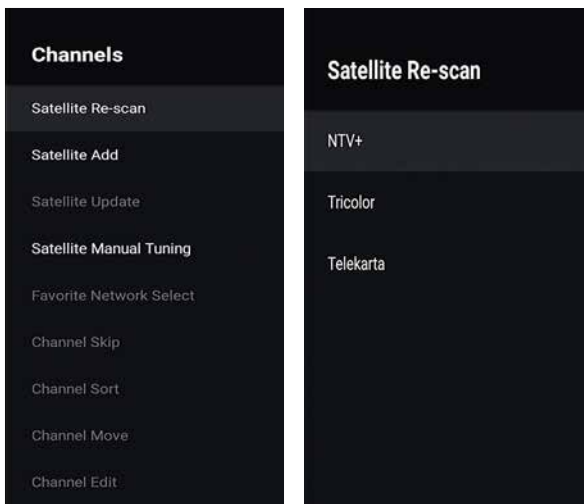 Channels
Satellite Re-scan
Satellite Add
Satellite Update
Satellite Manual Tuning
Favorite Network Select
Channel Skip
Channel Sort
Channel Move
Channel Edit
Satellite Re-scan
NTV+
Tricolor
Telekarta